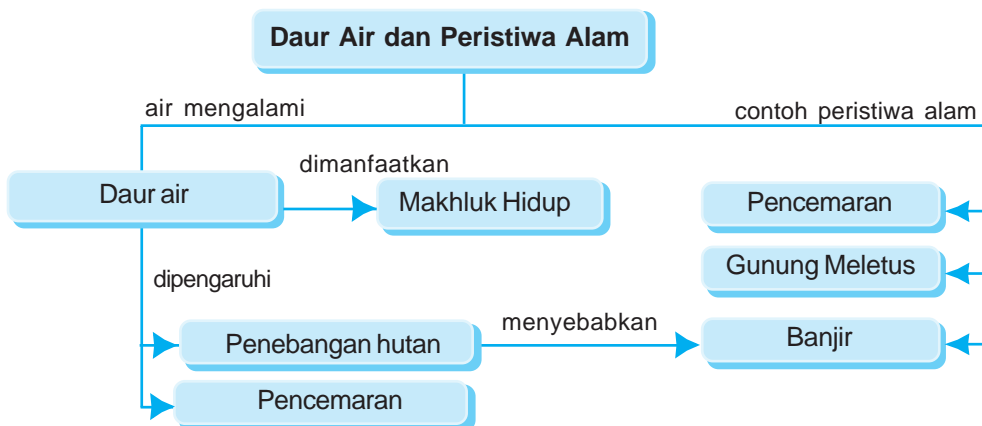 Daur Air dan Peristiwa Alam
air mengalami
contoh peristiwa alam
dimanfaatkan
Daur air
Makhluk Hidup
Pencemaran
Gunung Meletus
dipengaruhi
menyebabkan
Penebangan hutan
Banjir
Pencemaran